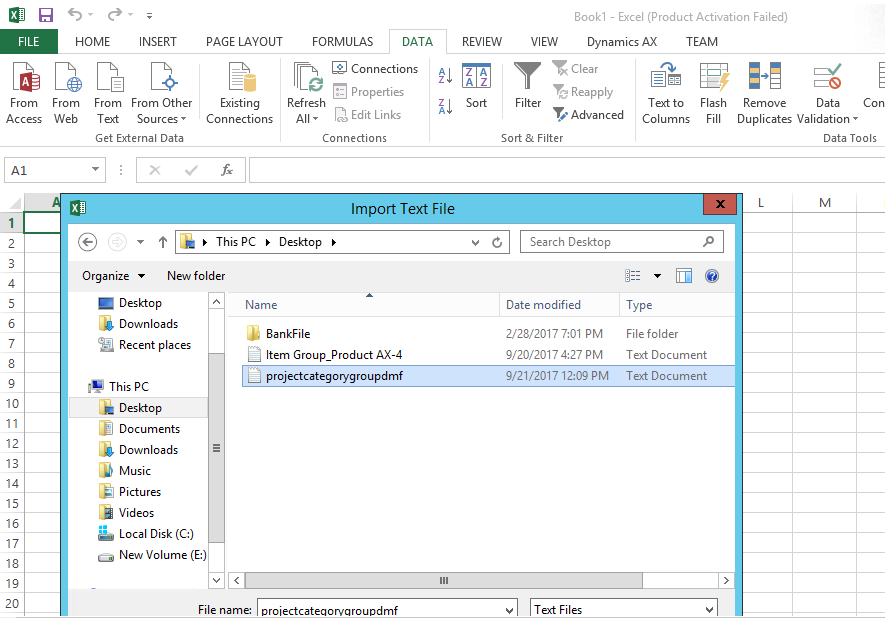 Book1 - Excel (Product Activation Failed)
FILE HOME INSERT PAGE LAYOUT FORMULAS DATA REVIEW VIEW Dynamics AX TEAM
From Access
From Web
From Text
From Other Sources
Existing Connections
Get External Data
Refresh All
Connections
Properties
Edit Links
Connections
A Z
Z A
Z A A Z
Sort
Filter
Clear
Reapply
Advanced
Sort & Filter
Text to Columns
Flash Fill
Remove Duplicates
Data Validation
Con
Data Tools
A1
fx
A L M
1
2
3
4
5
6
7
8
9
10
11
12
13
14
15
16
17
18
19
20
Import Text File
This PC Desktop
Search Desktop
Organize New folder
Desktop
Downloads
Recent places
This PC
Desktop
Documents
Downloads
Music
Pictures
Videos
Local Disk (C:)
New Volume (E:)
Name Date modified Type
BankFile 2/28/2017 7:01 PM File folder
Item Group_Product AX-4 9/20/2017 4:27 PM Text Document
projectcategorygroupdmf 9/21/2017 12:09 PM Text Document
File name: projectcategorygroupdmf Text Files